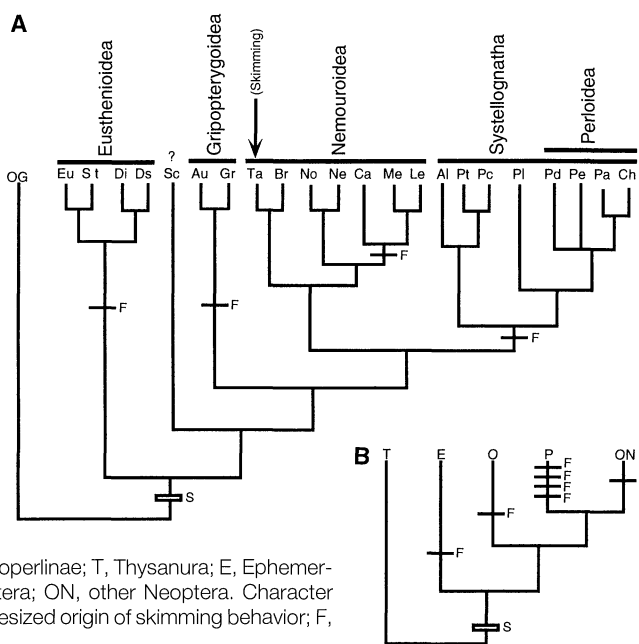 A
Eusthenioidea
Gripopterygoidea
(Skimming)
Nemouroidea
Systellognatha
Perloidea
?
OG Eu S t Di Ds Sc Au Gr Ta Br No Ne Ca Me Le Al Pt Pc Pl Pd Pe Pa Ch
F
F
F
F
S
B
T E O P ON
F
F
F
F
F
F
S
operlinae; T, Thysanura; E, Ephemer-
tera; ON, other Neoptera. Character
esized origin of skimming behavior; F,